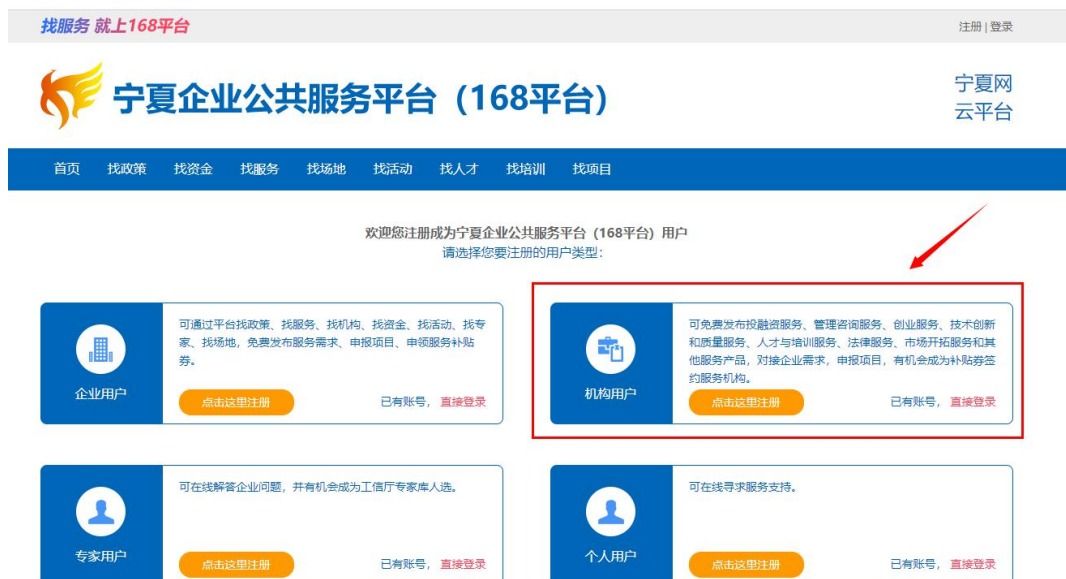 找服务 就上168平台
注册 | 登录
宁夏企业公共服务平台（168平台）
宁夏网
云平台
首页 找政策 找资金 找服务 找场地 找活动 找人才 找培训 找项目
欢迎您注册成为宁夏企业公共服务平台（168平台）用户
请选择您要注册的用户类型：
企业用户
可通过平台找政策、找服务、找机构、找资金、找活动、找专
家、找场地，免费发布服务需求、申报项目、申领服务补贴
券。
点击这里注册
已有账号，直接登录
机构用户
可免费发布投融资服务、管理咨询服务、创业服务、技术创新
和质量服务、人才与培训服务、法律服务、市场开拓服务和其
他服务产品，对接企业需求，申报项目，有机会成为补贴券签
约服务机构。
点击这里注册
已有账号，直接登录
专家用户
可在线解答企业问题，并有机会成为工信厅专家库人选。
点击这里注册
已有账号，直接登录
个人用户
可在线寻求服务支持。
点击这里注册
已有账号，直接登录